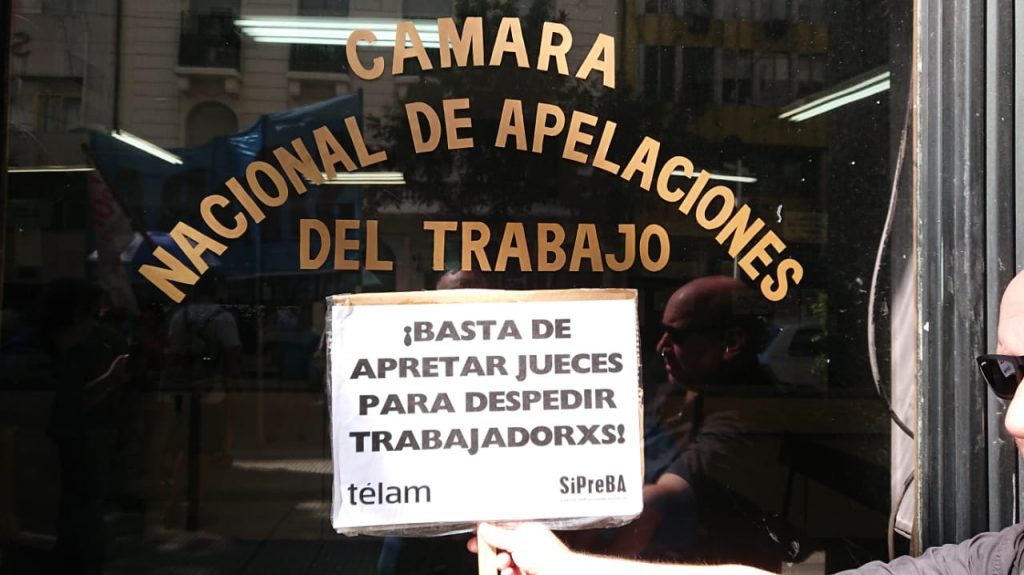 CAMARA
NACIONAL DE APELACIONES
DEL TRABAJO
¡BASTA DE
APRETAR JUECES
PARA DESPEDIR
TRABAJADORXS!
télam
SiPreBA